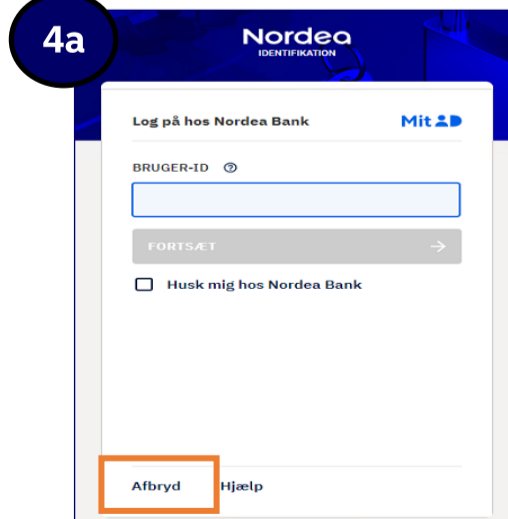 4a
Nordea
IDENTIFIKATION
Log på hos Nordea Bank Mit D
BRUGER-ID ?
FORTSÆT →
Husk mig hos Nordea Bank
Afbryd Hjælp